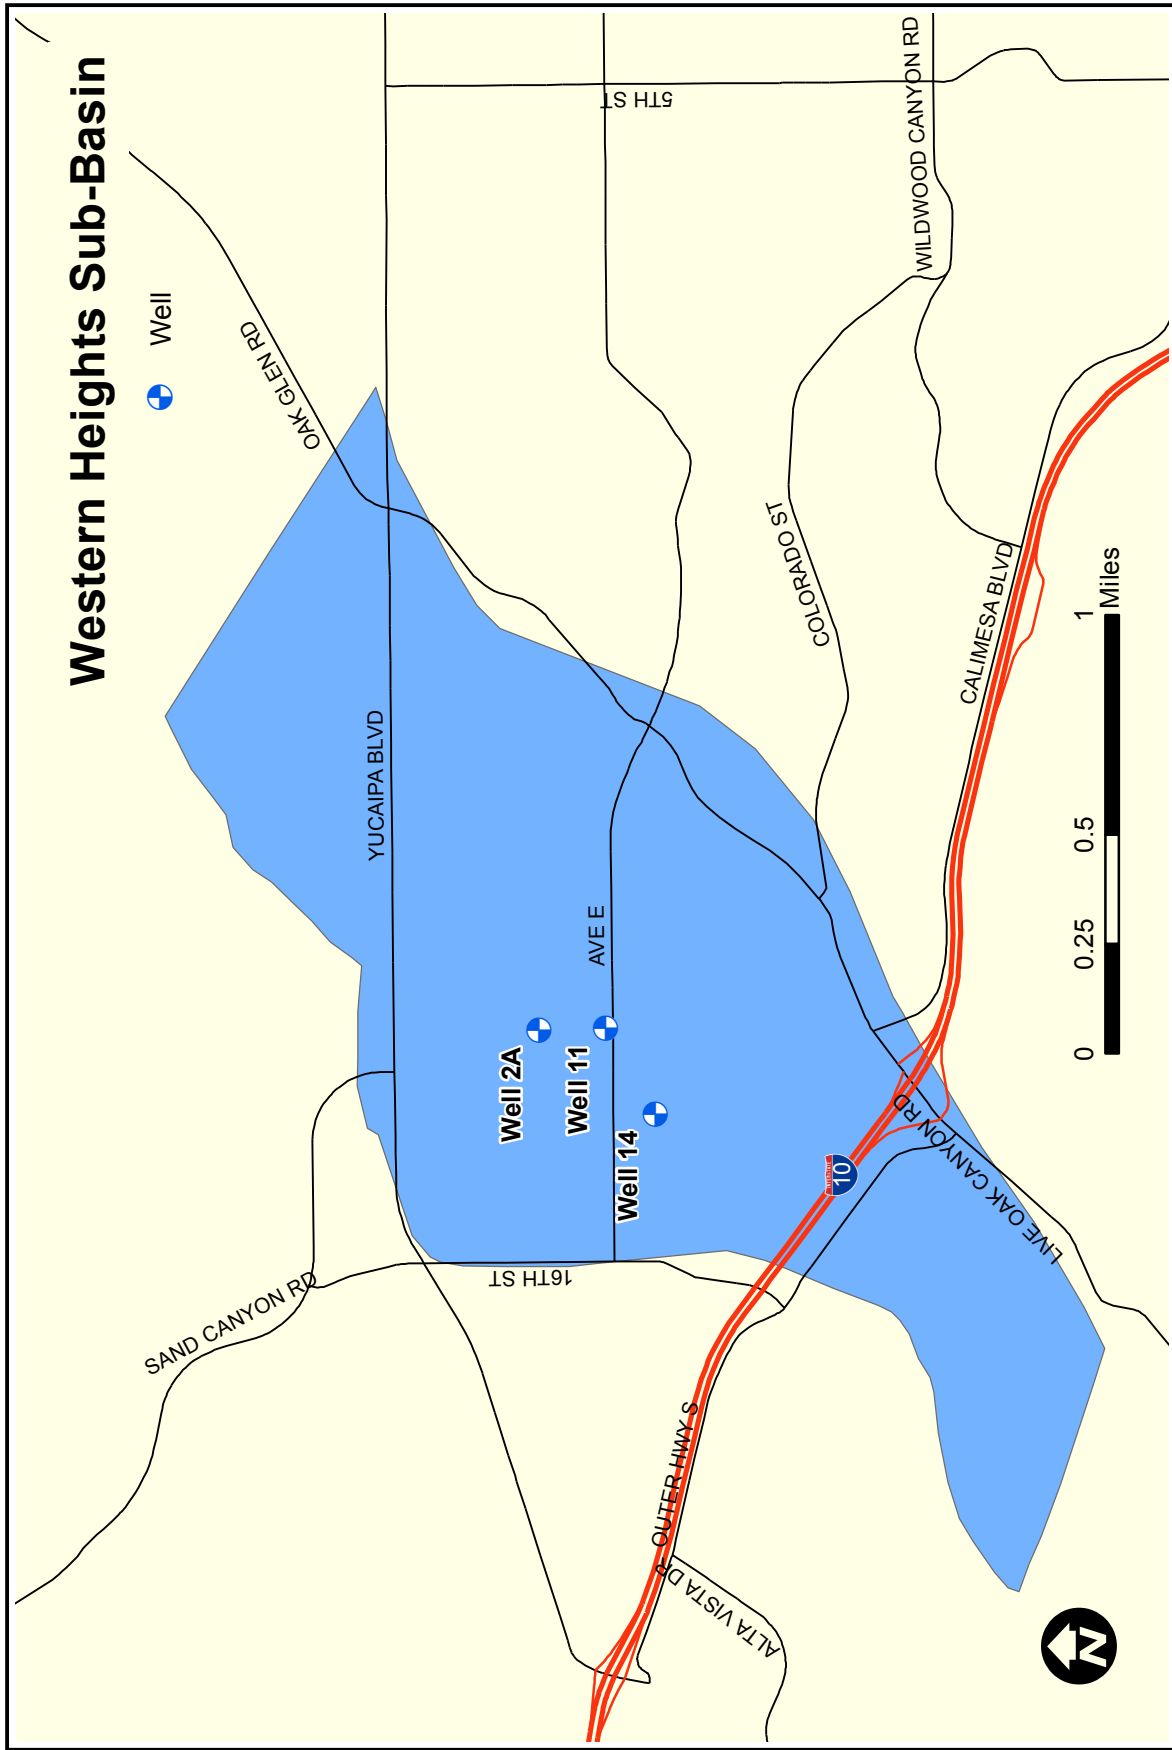 Western Heights Sub-Basin
Well
OAK GLEN RD
SAND CANYON RD
YUCAIPA BLVD
16TH ST
5TH ST
Well 2A
Well 11
AVE E
Well 14
OUTER HWY S
ALTA VISTA DR
COLORADO ST
WILDWOOD CANYON RD
10
LIVE OAK CANYON RD
CALIMESA BLVD
0 0.25 0.5 1
Miles
N